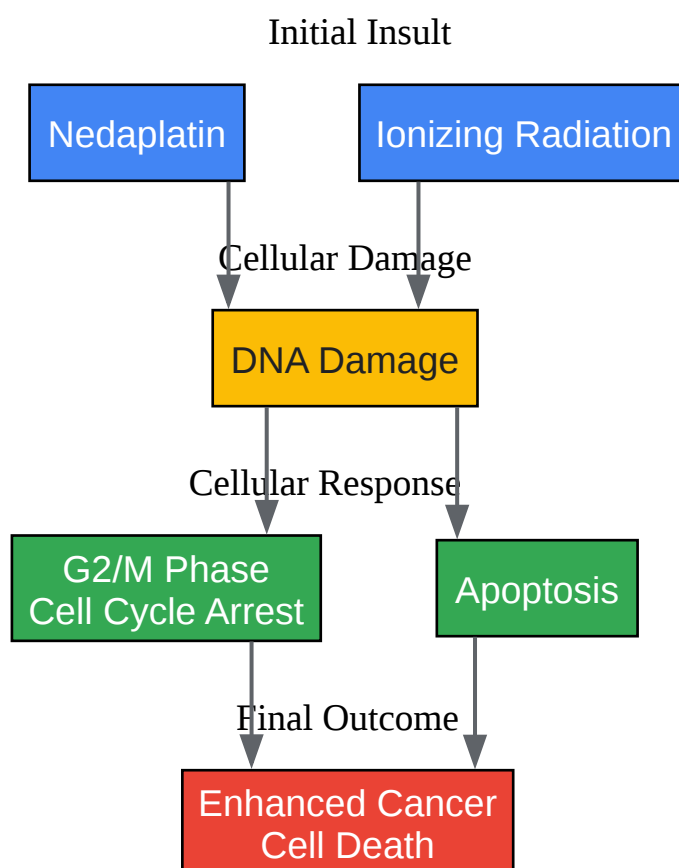 Initial Insult
Nedaplatin
Ionizing Radiation
Cellular Damage
DNA Damage
Cellular Response
G2/M Phase
Cell Cycle Arrest
Apoptosis
Final Outcome
Enhanced Cancer
Cell Death